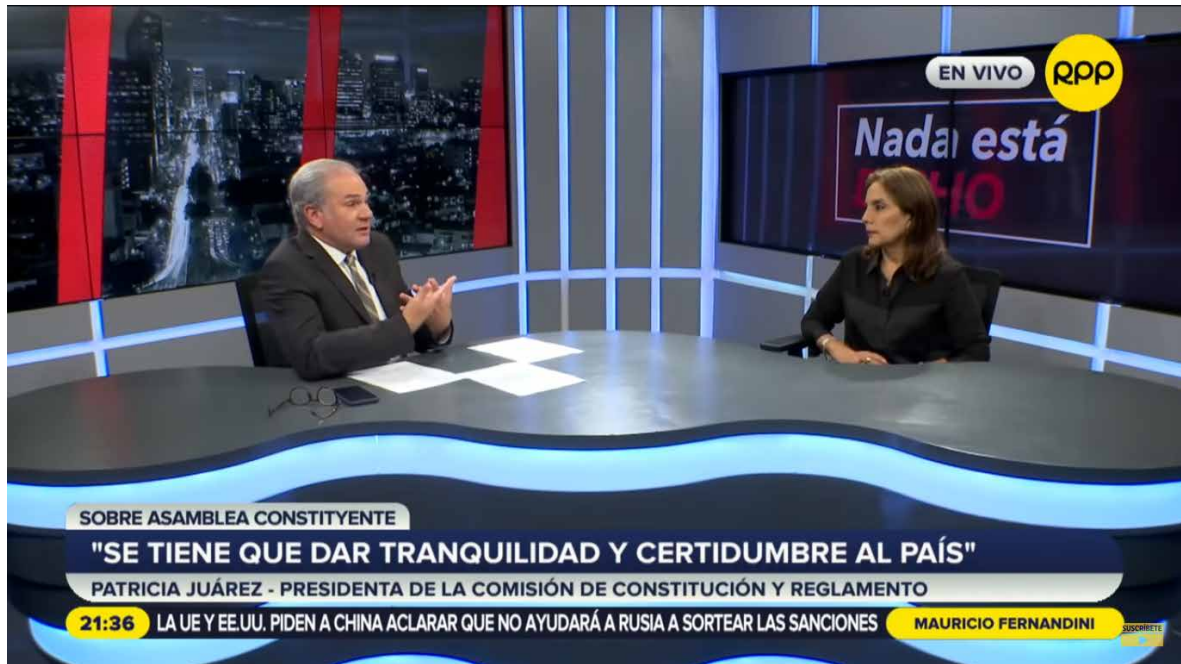 EN VIVO
RPP
Nada está
SOBRE ASAMBLEA CONSTITYENTE
"SE TIENE QUE DAR TRANQUILIDAD Y CERTIDUMBRE AL PAÍS"
PATRICIA JUÁREZ - PRESIDENTA DE LA COMISIÓN DE CONSTITUCIÓN Y REGLAMENTO
21:36 LA UE Y EE.UU. PIDEN A CHINA ACLARAR QUE NO AYUDARÁ A RUSIA A SORTEAR LAS SANCIONES MAURICIO FERNANDINI
SUSCRÍBETE